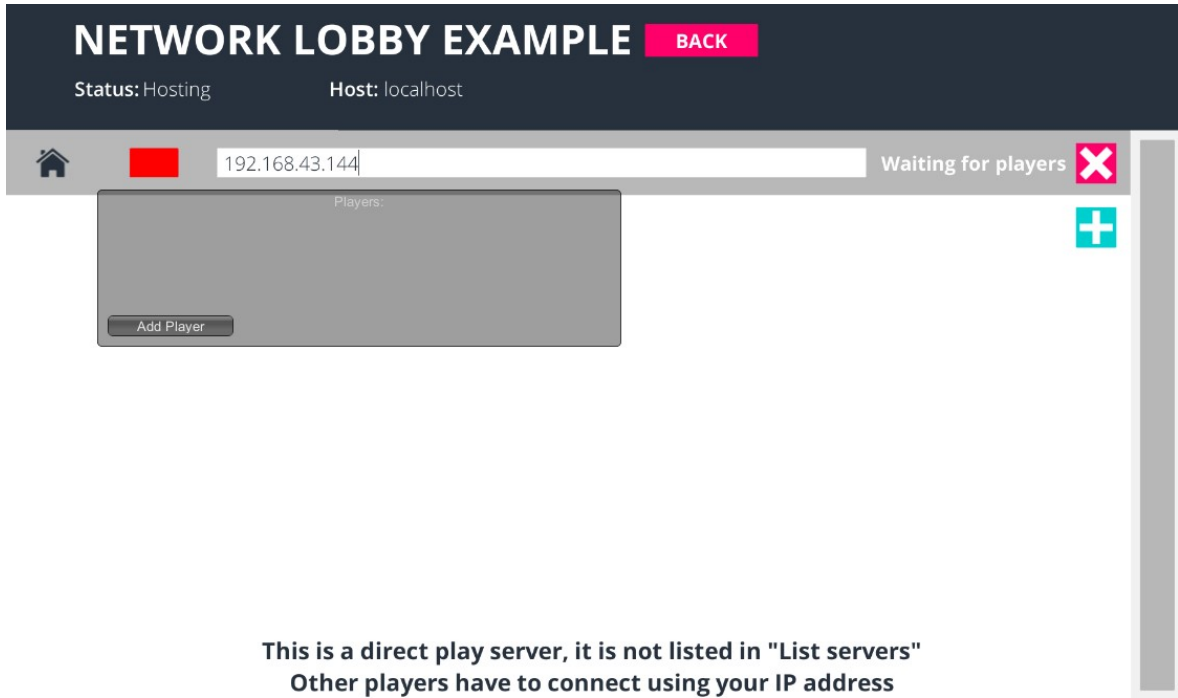 NETWORK LOBBY EXAMPLE BACK
Status: Hosting Host: localhost
192.168.43.144 Waiting for players
Players:
Add Player
This is a direct play server, it is not listed in "List servers"
Other players have to connect using your IP address